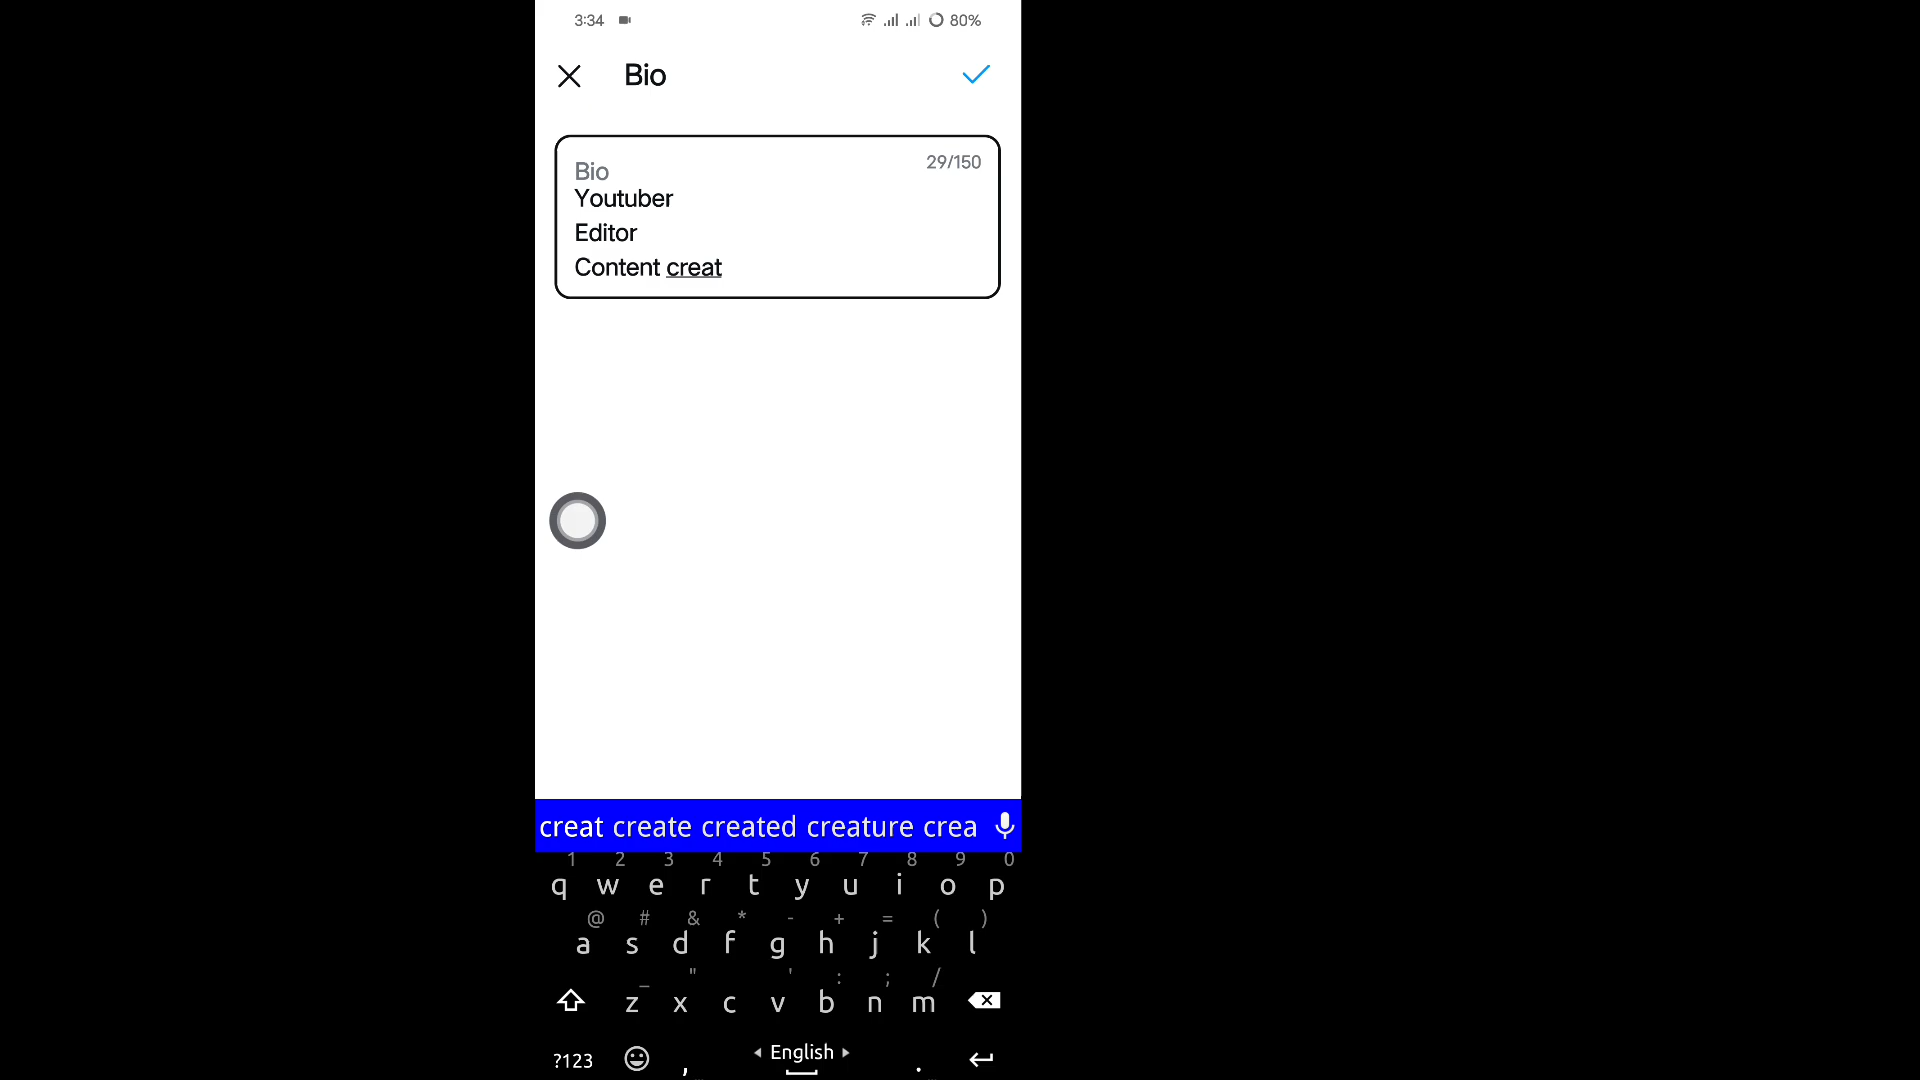 3:34 80%
Bio
29/150
Bio
Youtuber
Editor
Content creat
creat create created creature crea
1 2 3 4 5 6 7 8 9 0
q w e r t y u i o p
@ # & * - + = ( )
a s d f g h j k l
_ " ' : ; /
z x c v b n m
?123 , English .